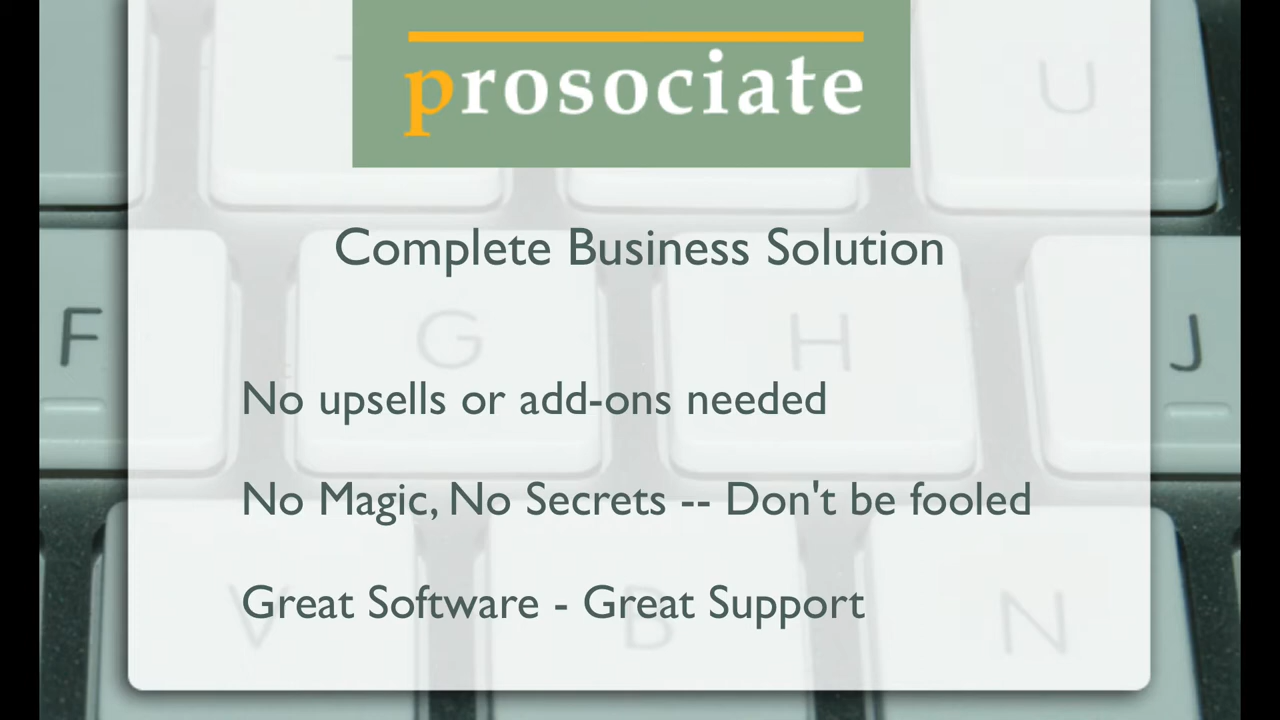 prosociate
U
Complete Business Solution
F G H J
No upsells or add-ons needed
No Magic, No Secrets -- Don't be fooled
Great Software - Great Support
V B N